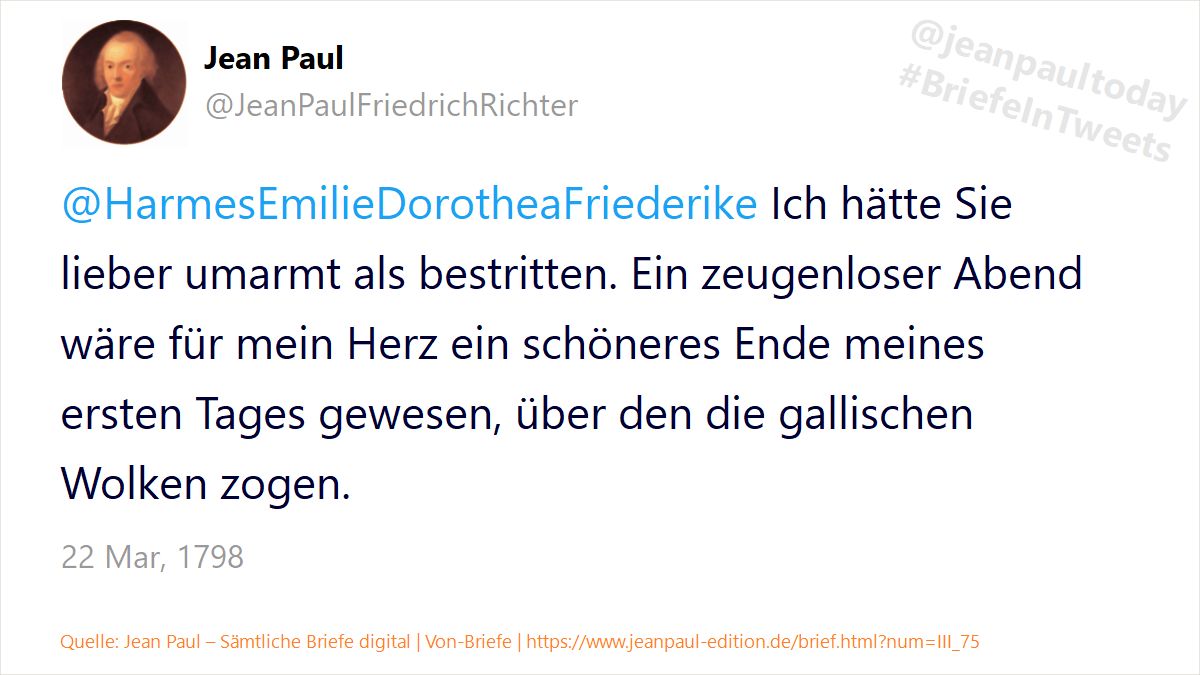 Jean Paul
@JeanPaulFriedrichRichter
@jeanpaultoday
#BriefeInTweets
@HarmesEmilieDorotheaFriederike Ich hätte Sie
lieber umarmt als bestritten. Ein zeugenloser Abend
wäre für mein Herz ein schöneres Ende meines
ersten Tages gewesen, über den die gallischen
Wolken zogen.
22 Mar, 1798
Quelle: Jean Paul – Sämtliche Briefe digital | Von-Briefe | https://www.jeanpaul-edition.de/brief.html?num=III_75